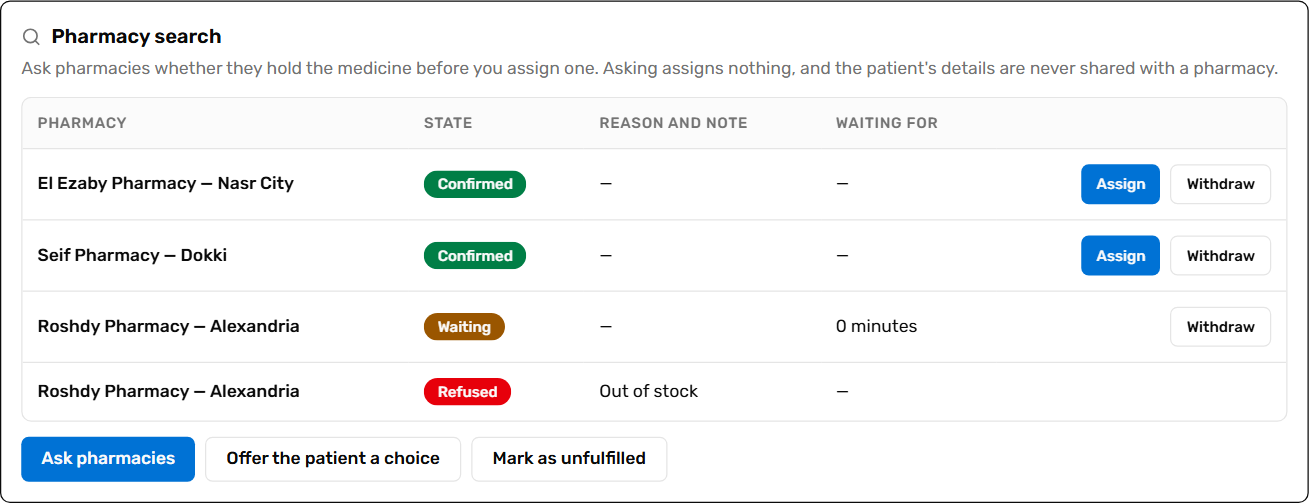 Pharmacy search
Ask pharmacies whether they hold the medicine before you assign one. Asking assigns nothing, and the patient's details are never shared with a pharmacy.
PHARMACY STATE REASON AND NOTE WAITING FOR
El Ezaby Pharmacy — Nasr City Confirmed — — Assign Withdraw
Seif Pharmacy — Dokki Confirmed — — Assign Withdraw
Roshdy Pharmacy — Alexandria Waiting — 0 minutes Withdraw
Roshdy Pharmacy — Alexandria Refused Out of stock —
Ask pharmacies Offer the patient a choice Mark as unfulfilled